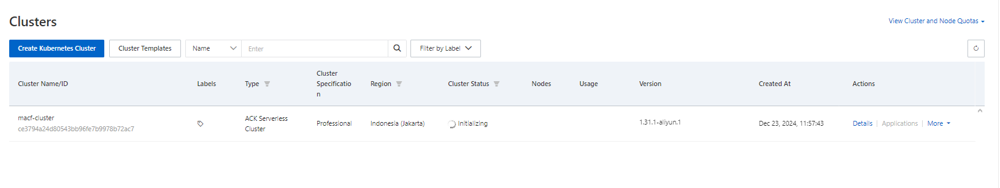 Clusters
View Cluster and Node Quotas
Create Kubernetes Cluster
Cluster Templates
Name
Enter
Filter by Label
Cluster Name/ID
Labels
Type
Cluster
Specificatio
n
Region
Cluster Status
Nodes
Usage
Version
Created At
Actions
macf-cluster
ce3794a24d80543bb96fe7b9978b72ac7
ACK Serverless
Cluster
Professional
Indonesia (Jakarta)
Initializing
1.31.1-aliyun.1
Dec 23, 2024, 11:57:43
Details | Applications | More